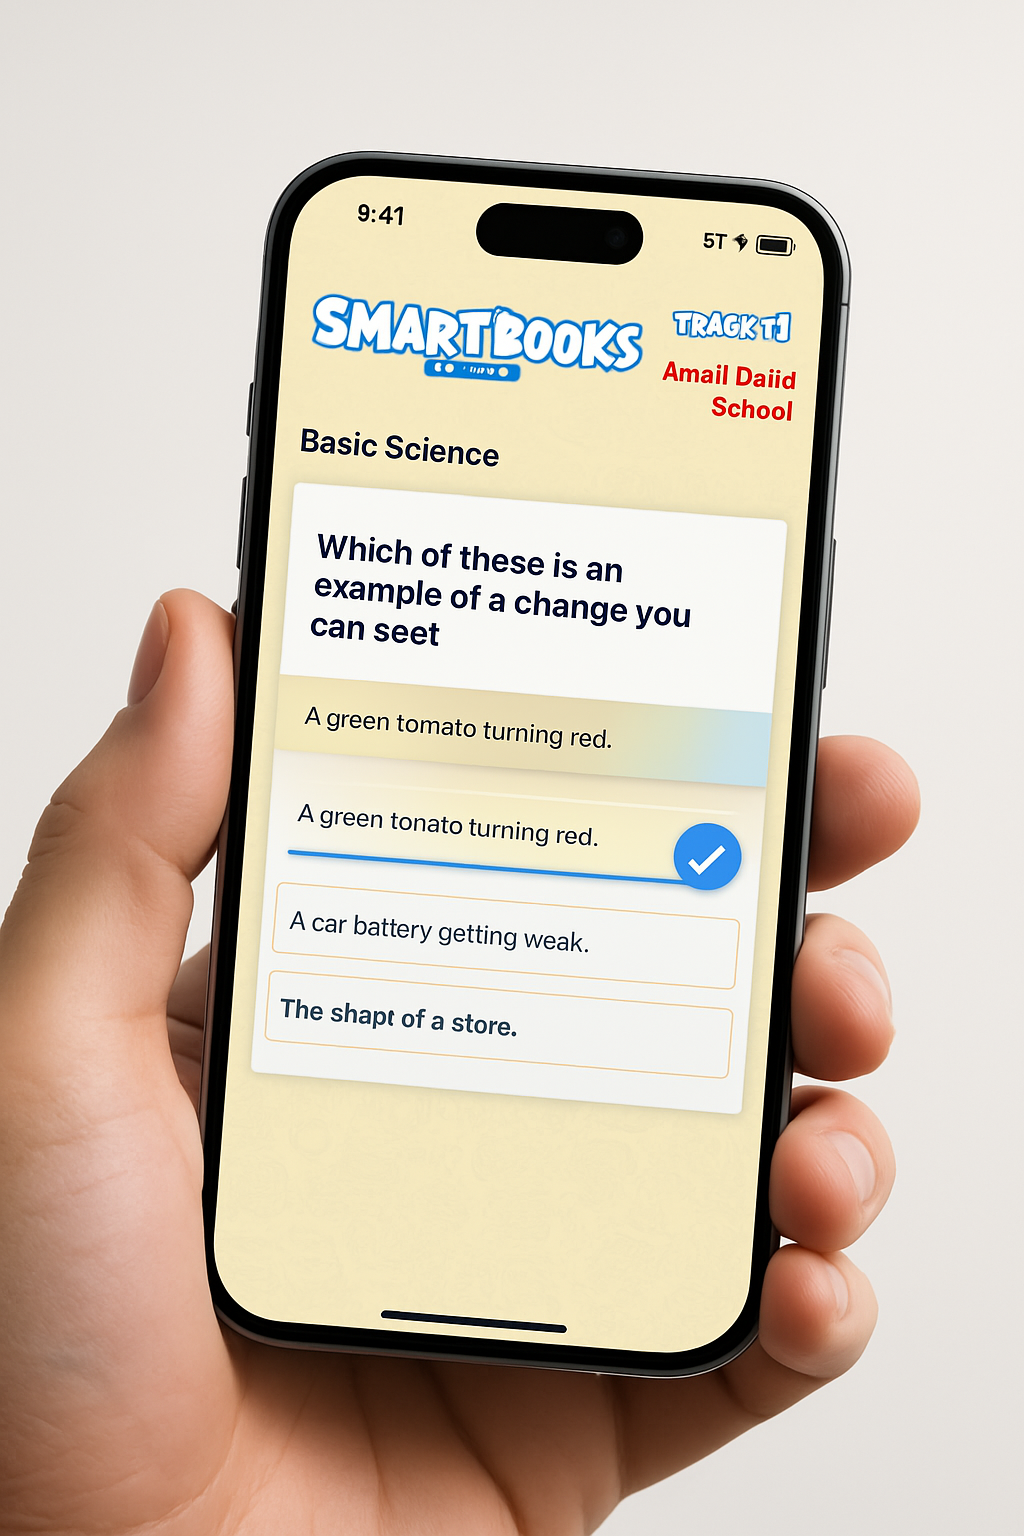 9:41
5T
SMARTBOOKS
TRAGK TJ
Amail Daiid
School
Basic Science
Which of these is an
example of a change you
can seet
A green tomato turning red.
A green tonato turning red.
A car battery getting weak.
The shapt of a store.